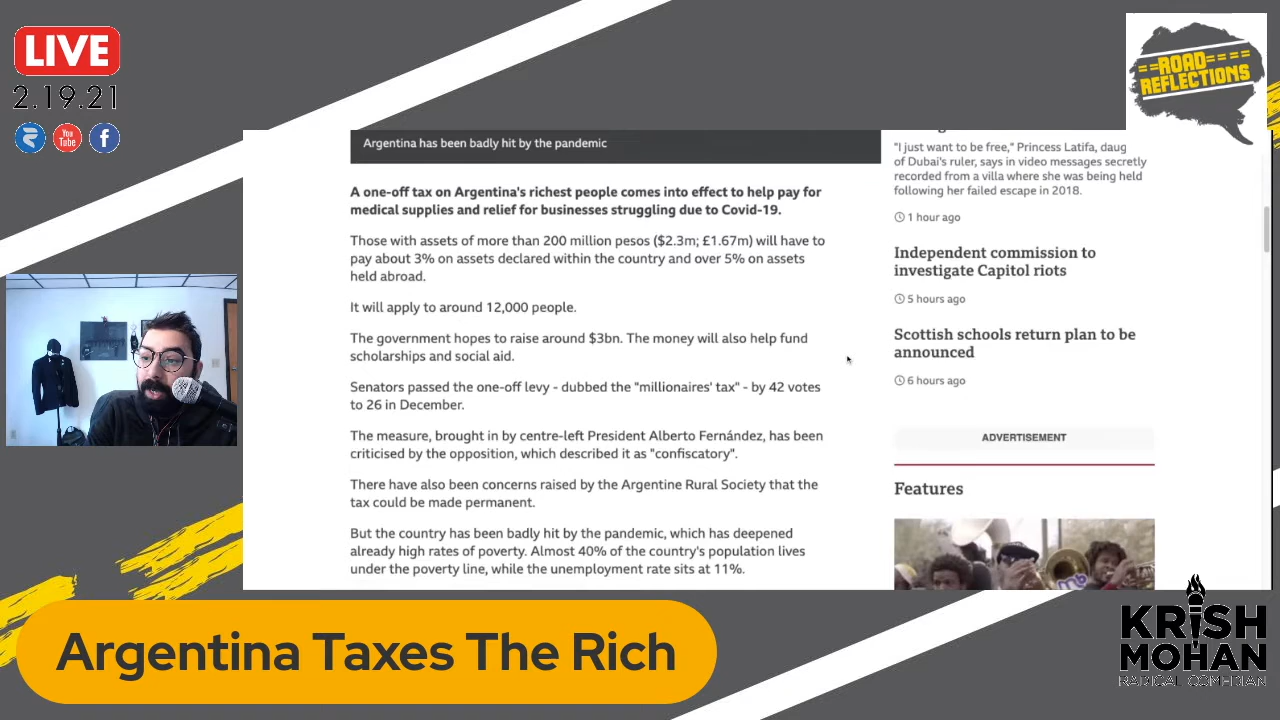 LIVE
2.19.21
You
Tube
f
==ROAD====
REFLECTIONS
Argentina has been badly hit by the pandemic
A one-off tax on Argentina's richest people comes into effect to help pay for
medical supplies and relief for businesses struggling due to Covid-19.
Those with assets of more than 200 million pesos ($2.3m; £1.67m) will have to
pay about 3% on assets declared within the country and over 5% on assets
held abroad.
It will apply to around 12,000 people.
The government hopes to raise around $3bn. The money will also help fund
scholarships and social aid.
Senators passed the one-off levy - dubbed the "millionaires' tax" - by 42 votes
to 26 in December.
The measure, brought in by centre-left President Alberto Fernández, has been
criticised by the opposition, which described it as "confiscatory".
There have also been concerns raised by the Argentine Rural Society that the
tax could be made permanent.
But the country has been badly hit by the pandemic, which has deepened
already high rates of poverty. Almost 40% of the country's population lives
under the poverty line, while the unemployment rate sits at 11%.
"I just want to be free," Princess Latifa, daug
of Dubai's ruler, says in video messages secretly
recorded from a villa where she was being held
following her failed escape in 2018.
1 hour ago
Independent commission to
investigate Capitol riots
5 hours ago
Scottish schools return plan to be
announced
6 hours ago
ADVERTISEMENT
Features
Argentina Taxes The Rich
KRISH
MOHAN
RADICAL COMEDIAN